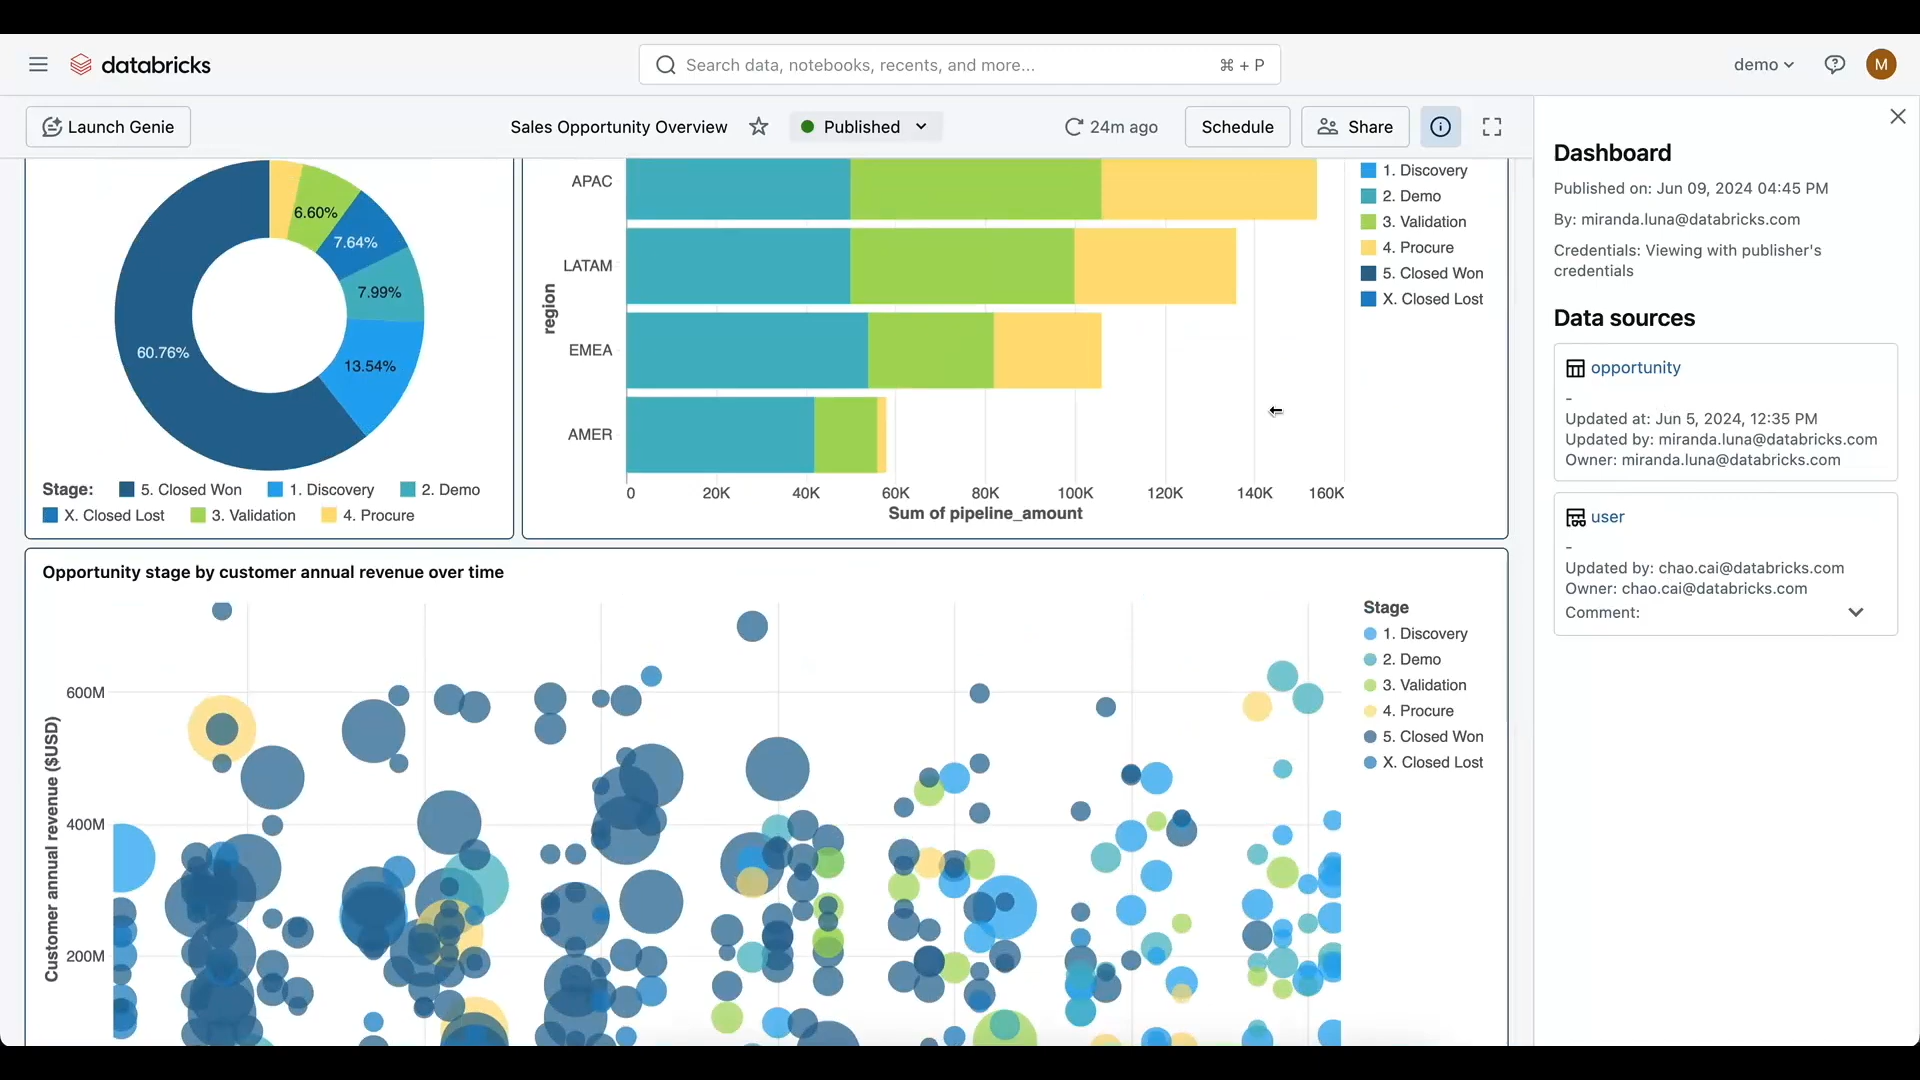 databricks
Search data, notebooks, recents, and more...
⌘ + P
demo
M
Launch Genie
Sales Opportunity Overview
Published
24m ago
Schedule
Share
6.60%
7.64%
7.99%
13.54%
60.76%
Stage:
5. Closed Won
1. Discovery
2. Demo
X. Closed Lost
3. Validation
4. Procure
region
APAC
LATAM
EMEA
AMER
0
20K
40K
60K
80K
100K
120K
140K
160K
Sum of pipeline_amount
1. Discovery
2. Demo
3. Validation
4. Procure
5. Closed Won
X. Closed Lost
Opportunity stage by customer annual revenue over time
Customer annual revenue ($USD)
600M
400M
200M
Stage
1. Discovery
2. Demo
3. Validation
4. Procure
5. Closed Won
X. Closed Lost
Dashboard
Published on: Jun 09, 2024 04:45 PM
By: miranda.luna@databricks.com
Credentials: Viewing with publisher's
credentials
Data sources
opportunity
-
Updated at: Jun 5, 2024, 12:35 PM
Updated by: miranda.luna@databricks.com
Owner: miranda.luna@databricks.com
user
-
Updated by: chao.cai@databricks.com
Owner: chao.cai@databricks.com
Comment: